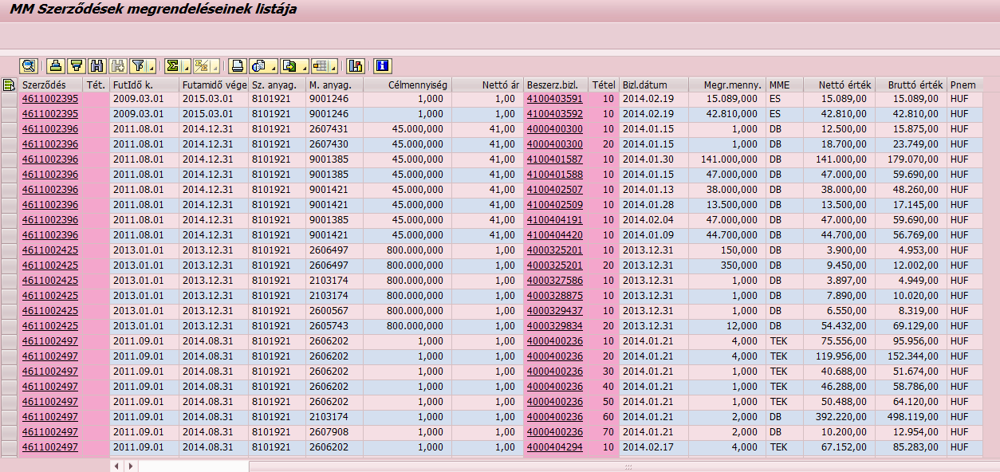 MM Szerződések megrendeléseinek listája
Szerződés Tét. FutIdő k. Futamidő vége Sz. anyag. M. anyag. Célmennyiség Nettó ár Beszerz.bizl. Tétel Bizl.dátum Megr.menny. MME Nettó érték Bruttó érték Pnem
4611002395 2009.03.01 2015.03.01 8101921 9001246 1,000 1,00 4100403591 10 2014.02.19 15.089,000 ES 15.089,00 15.089,00 HUF
4611002395 2009.03.01 2015.03.01 8101921 9001246 1,000 1,00 4100403592 10 2014.02.19 42.810,000 ES 42.810,00 42.810,00 HUF
4611002396 2011.08.01 2014.12.31 8101921 2607431 45.000,000 41,00 4000400300 10 2014.01.15 1,000 DB 12.500,00 15.875,00 HUF
4611002396 2011.08.01 2014.12.31 8101921 2607430 45.000,000 41,00 4000400300 20 2014.01.15 1,000 DB 18.700,00 23.749,00 HUF
4611002396 2011.08.01 2014.12.31 8101921 9001385 45.000,000 41,00 4100401587 10 2014.01.30 141.000,000 DB 141.000,00 179.070,00 HUF
4611002396 2011.08.01 2014.12.31 8101921 9001385 45.000,000 41,00 4100401588 10 2014.01.15 47.000,000 DB 47.000,00 59.690,00 HUF
4611002396 2011.08.01 2014.12.31 8101921 9001421 45.000,000 41,00 4100402507 10 2014.01.13 38.000,000 DB 38.000,00 48.260,00 HUF
4611002396 2011.08.01 2014.12.31 8101921 9001421 45.000,000 41,00 4100402509 10 2014.01.28 13.500,000 DB 13.500,00 17.145,00 HUF
4611002396 2011.08.01 2014.12.31 8101921 9001385 45.000,000 41,00 4100404191 10 2014.02.04 47.000,000 DB 47.000,00 59.690,00 HUF
4611002396 2011.08.01 2014.12.31 8101921 9001421 45.000,000 41,00 4100404420 10 2014.01.09 44.700,000 DB 44.700,00 56.769,00 HUF
4611002425 2013.01.01 2013.12.31 8101921 2606497 800.000,000 1,00 4000325201 10 2013.12.31 150,000 DB 3.900,00 4.953,00 HUF
4611002425 2013.01.01 2013.12.31 8101921 2606497 800.000,000 1,00 4000325201 20 2013.12.31 350,000 DB 9.450,00 12.002,00 HUF
4611002425 2013.01.01 2013.12.31 8101921 2103174 800.000,000 1,00 4000327586 10 2013.12.31 1,000 DB 3.897,00 4.949,00 HUF
4611002425 2013.01.01 2013.12.31 8101921 2103174 800.000,000 1,00 4000328875 10 2013.12.31 1,000 DB 7.890,00 10.020,00 HUF
4611002425 2013.01.01 2013.12.31 8101921 2600567 800.000,000 1,00 4000329437 10 2013.12.31 1,000 DB 6.550,00 8.319,00 HUF
4611002425 2013.01.01 2013.12.31 8101921 2605743 800.000,000 1,00 4000329834 20 2013.12.31 12,000 DB 54.432,00 69.129,00 HUF
4611002497 2011.09.01 2014.08.31 8101921 2606202 1,000 1,00 4000400236 10 2014.01.21 4,000 TEK 75.556,00 95.956,00 HUF
4611002497 2011.09.01 2014.08.31 8101921 2606202 1,000 1,00 4000400236 20 2014.01.21 4,000 TEK 119.956,00 152.344,00 HUF
4611002497 2011.09.01 2014.08.31 8101921 2606202 1,000 1,00 4000400236 30 2014.01.21 1,000 TEK 40.688,00 51.674,00 HUF
4611002497 2011.09.01 2014.08.31 8101921 2606202 1,000 1,00 4000400236 40 2014.01.21 1,000 TEK 46.288,00 58.786,00 HUF
4611002497 2011.09.01 2014.08.31 8101921 2606202 1,000 1,00 4000400236 50 2014.01.21 1,000 TEK 50.488,00 64.120,00 HUF
4611002497 2011.09.01 2014.08.31 8101921 2103174 1,000 1,00 4000400236 60 2014.01.21 2,000 DB 392.220,00 498.119,00 HUF
4611002497 2011.09.01 2014.08.31 8101921 2607908 1,000 1,00 4000400236 70 2014.01.21 2,000 DB 10.200,00 12.954,00 HUF
4611002497 2011.09.01 2014.08.31 8101921 2606202 1,000 1,00 4000404294 10 2014.02.17 4,000 TEK 67.152,00 85.283,00 HUF